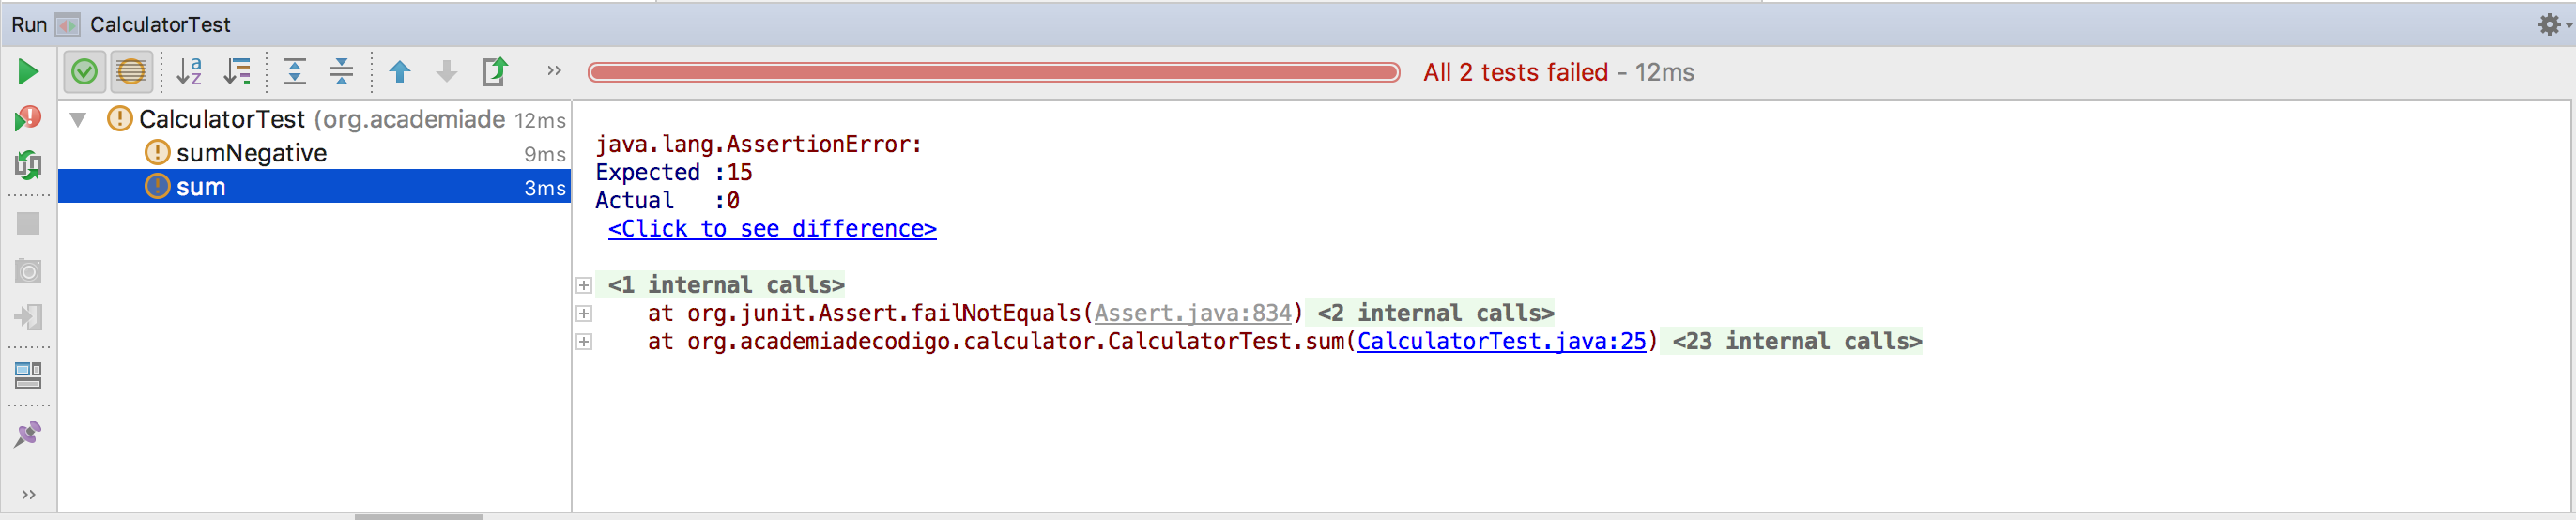 Run CalculatorTest
All 2 tests failed - 12ms
CalculatorTest (org.academiade 12ms
sumNegative 9ms
sum 3ms
java.lang.AssertionError:
Expected :15
Actual   :0
<Click to see difference>
<1 internal calls>
at org.junit.Assert.failNotEquals(Assert.java:834) <2 internal calls>
at org.academiadecodigo.calculator.CalculatorTest.sum(CalculatorTest.java:25) <23 internal calls>